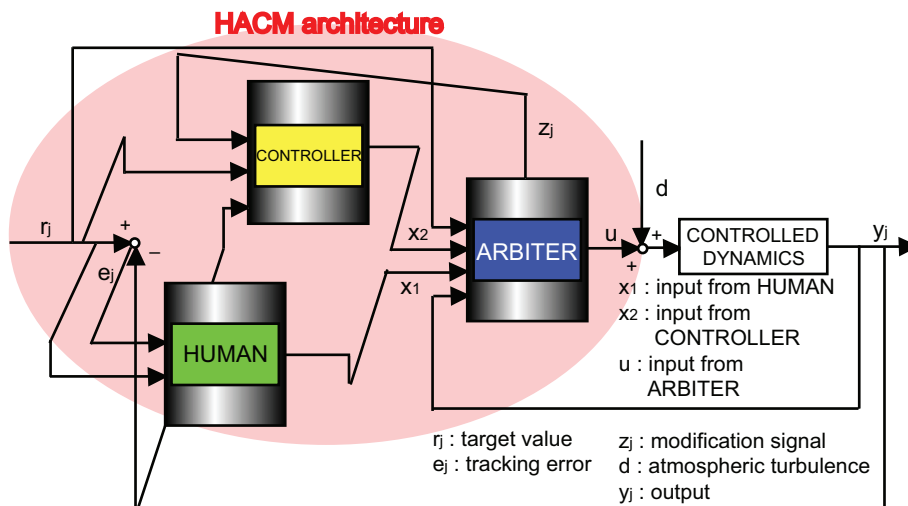 HACM architecture
CONTROLLER
zj
d
rj
+
−
ej
x2
x1
ARBITER
u
+
+
CONTROLLED
DYNAMICS
yj
HUMAN
x1 : input from HUMAN
x2 : input from
CONTROLLER
u : input from
ARBITER
rj : target value
ej : tracking error
zj : modification signal
d : atmospheric turbulence
yj : output